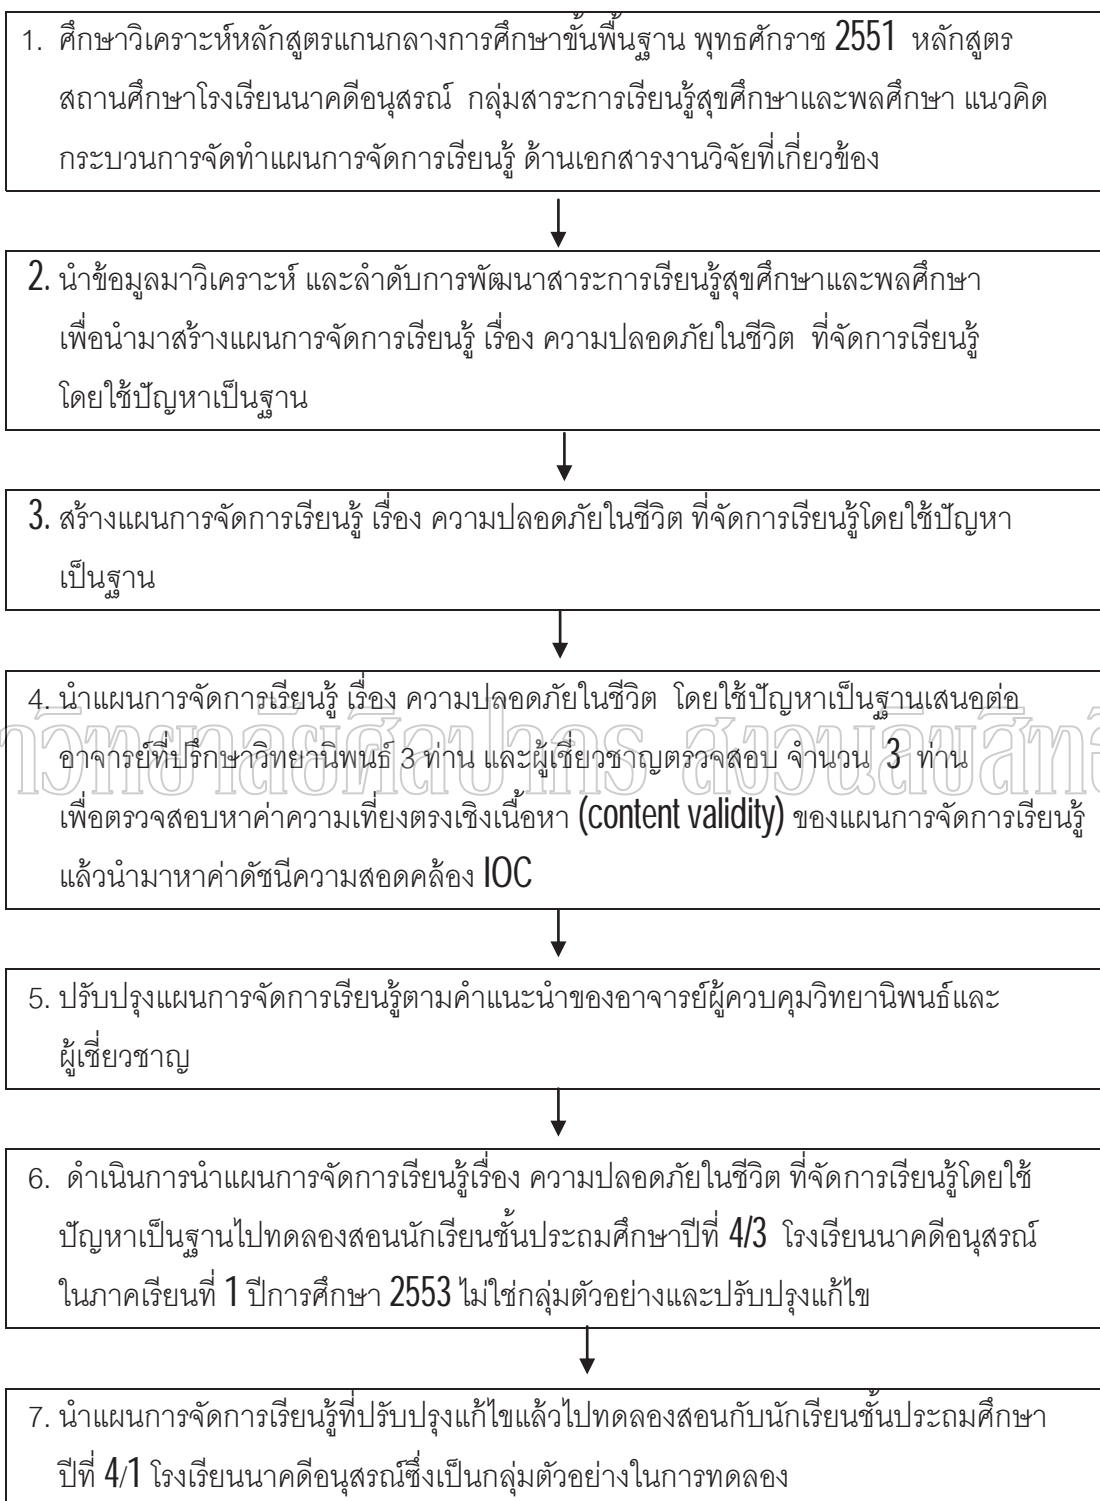 1. ศึกษาวิเคราะห์หลักสูตรแกนกลางการศึกษาขั้นพื้นฐาน พุทธศักราช 2551 หลักสูตร
สถานศึกษาโรงเรียนนาคดีอนุสรณ์ กลุ่มสาระการเรียนรู้สุขศึกษาและพลศึกษา แนวคิด
กระบวนการจัดทำแผนการจัดการเรียนรู้ ด้านเอกสารงานวิจัยที่เกี่ยวข้อง
2. นำข้อมูลมาวิเคราะห์ และลำดับการพัฒนาสาระการเรียนรู้สุขศึกษาและพลศึกษา
เพื่อนำมาสร้างแผนการจัดการเรียนรู้ เรื่อง ความปลอดภัยในชีวิต ที่จัดการเรียนรู้
โดยใช้ปัญหาเป็นฐาน
3. สร้างแผนการจัดการเรียนรู้ เรื่อง ความปลอดภัยในชีวิต ที่จัดการเรียนรู้โดยใช้ปัญหา
เป็นฐาน
4. นำแผนการจัดการเรียนรู้ เรื่อง ความปลอดภัยในชีวิต โดยใช้ปัญหาเป็นฐานเสนอต่อ
อาจารย์ที่ปรึกษาวิทยานิพนธ์ 3 ท่าน และผู้เชี่ยวชาญตรวจสอบ จำนวน 3 ท่าน
เพื่อตรวจสอบหาค่าความเที่ยงตรงเชิงเนื้อหา (content validity) ของแผนการจัดการเรียนรู้
แล้วนำมาหาค่าดัชนีความสอดคล้อง IOC
5. ปรับปรุงแผนการจัดการเรียนรู้ตามคำแนะนำของอาจารย์ผู้ควบคุมวิทยานิพนธ์และ
ผู้เชี่ยวชาญ
6. ดำเนินการนำแผนการจัดการเรียนรู้เรื่อง ความปลอดภัยในชีวิต ที่จัดการเรียนรู้โดยใช้
ปัญหาเป็นฐานไปทดลองสอนนักเรียนชั้นประถมศึกษาปีที่ 4/3 โรงเรียนนาคดีอนุสรณ์
ในภาคเรียนที่ 1 ปีการศึกษา 2553 ไม่ใช่กลุ่มตัวอย่างและปรับปรุงแก้ไข
7. นำแผนการจัดการเรียนรู้ที่ปรับปรุงแก้ไขแล้วไปทดลองสอนกับนักเรียนชั้นประถมศึกษา
ปีที่ 4/1 โรงเรียนนาคดีอนุสรณ์ซึ่งเป็นกลุ่มตัวอย่างในการทดลอง